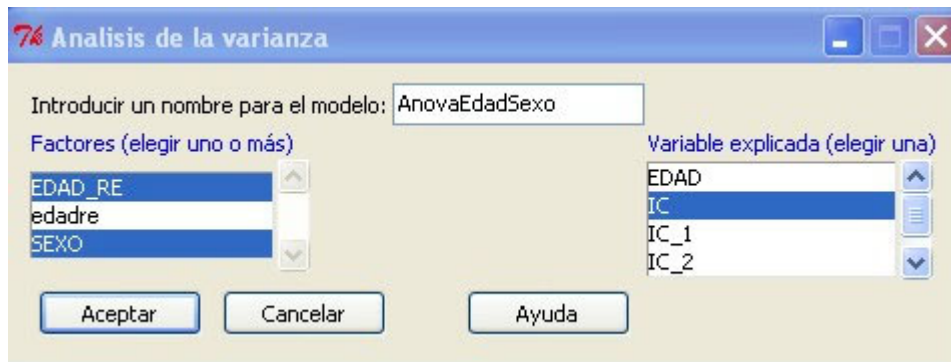 Analisis de la varianza
Introducir un nombre para el modelo: AnovaEdadSexo
Factores (elegir uno o más)
EDAD_RE
edadre
SEXO
Variable explicada (elegir una)
EDAD
IC
IC_1
IC_2
Aceptar
Cancelar
Ayuda